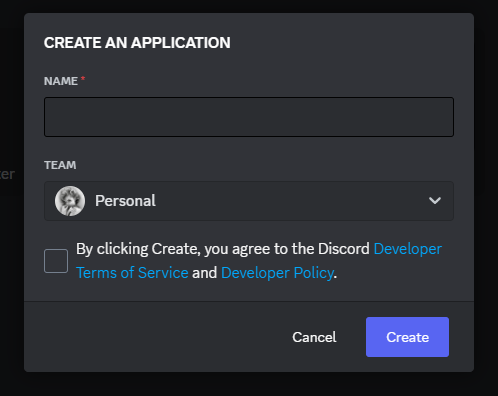 CREATE AN APPLICATION
NAME *
TEAM
Personal
By clicking Create, you agree to the Discord Developer
Terms of Service and Developer Policy.
Cancel
Create